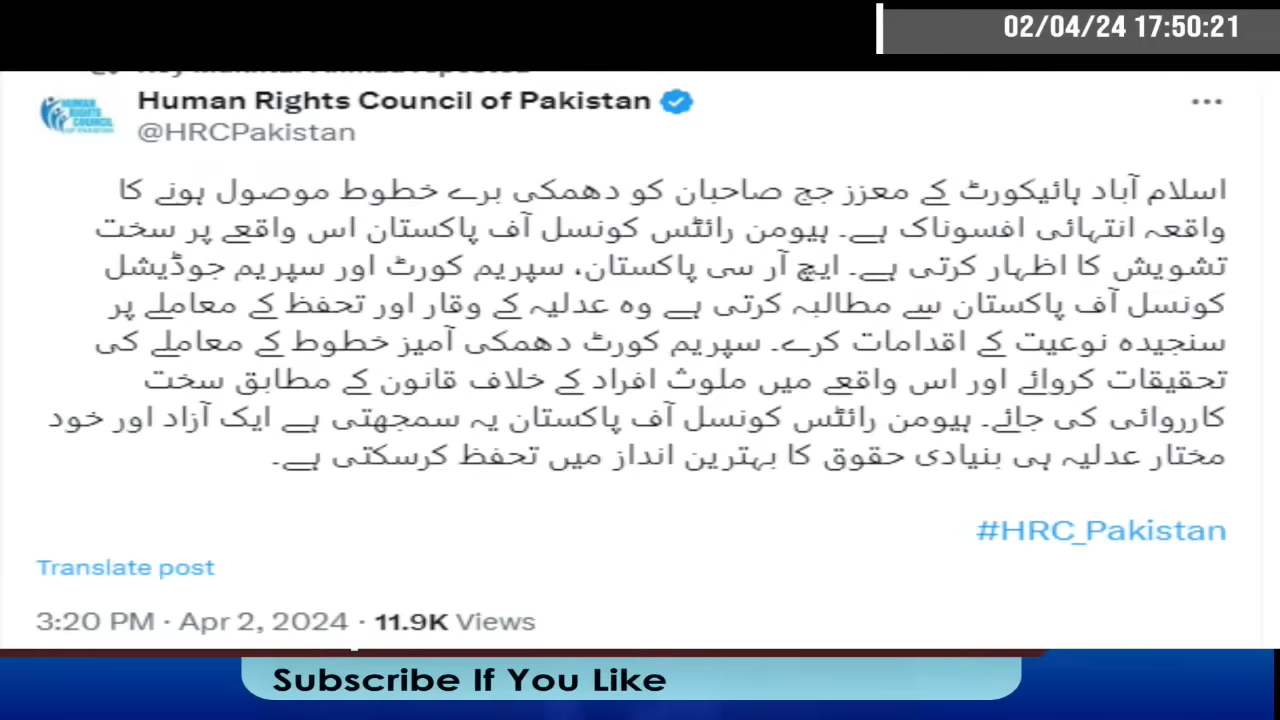 02/04/24 17:50:21
Human Rights Council of Pakistan
@HRCPakistan
اسلام آباد ہائیکورٹ کے معزز جج صاحبان کو دھمکی برے خطوط موصول ہونے کا
واقعہ انتہائی افسوناک ہے۔ ہیومن رائٹس کونسل آف پاکستان اس واقعے پر سخت
تشویش کا اظہار کرتی ہے۔ ایچ آر سی پاکستان، سپریم کورٹ اور سپریم جوڈیشل
کونسل آف پاکستان سے مطالبہ کرتی ہے وہ عدلیہ کے وقار اور تحفظ کے معاملے پر
سنجیدہ نوعیت کے اقدامات کرے۔ سپریم کورٹ دھمکی آمیز خطوط کے معاملے کی
تحقیقات کروائے اور اس واقعے میں ملوث افراد کے خلاف قانون کے مطابق سخت
کارروائی کی جائے۔ ہیومن رائٹس کونسل آف پاکستان یہ سمجھتی ہے ایک آزاد اور خود
مختار عدلیہ ہی بنیادی حقوق کا بہترین انداز میں تحفظ کرسکتی ہے۔
#HRC_Pakistan
Translate post
3:20 PM · Apr 2, 2024 · 11.9K Views
Subscribe If You Like